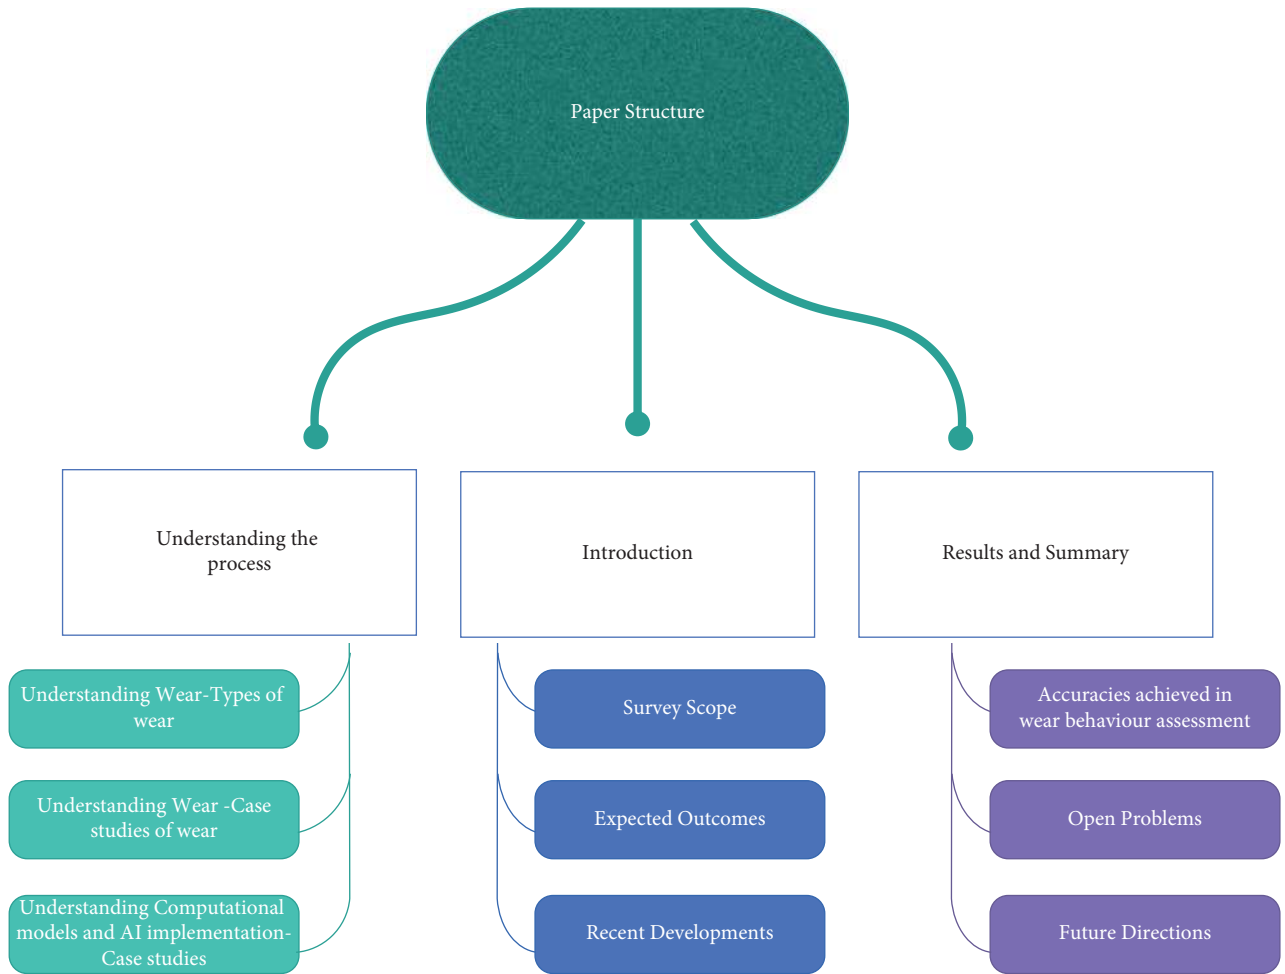 Paper Structure
Understanding the
process
Introduction
Results and Summary
Understanding Wear-Types of
wear
Understanding Wear -Case
studies of wear
Understanding Computational
models and AI implementation-
Case studies
Survey Scope
Expected Outcomes
Recent Developments
Accuracies achieved in
wear behaviour assessment
Open Problems
Future Directions